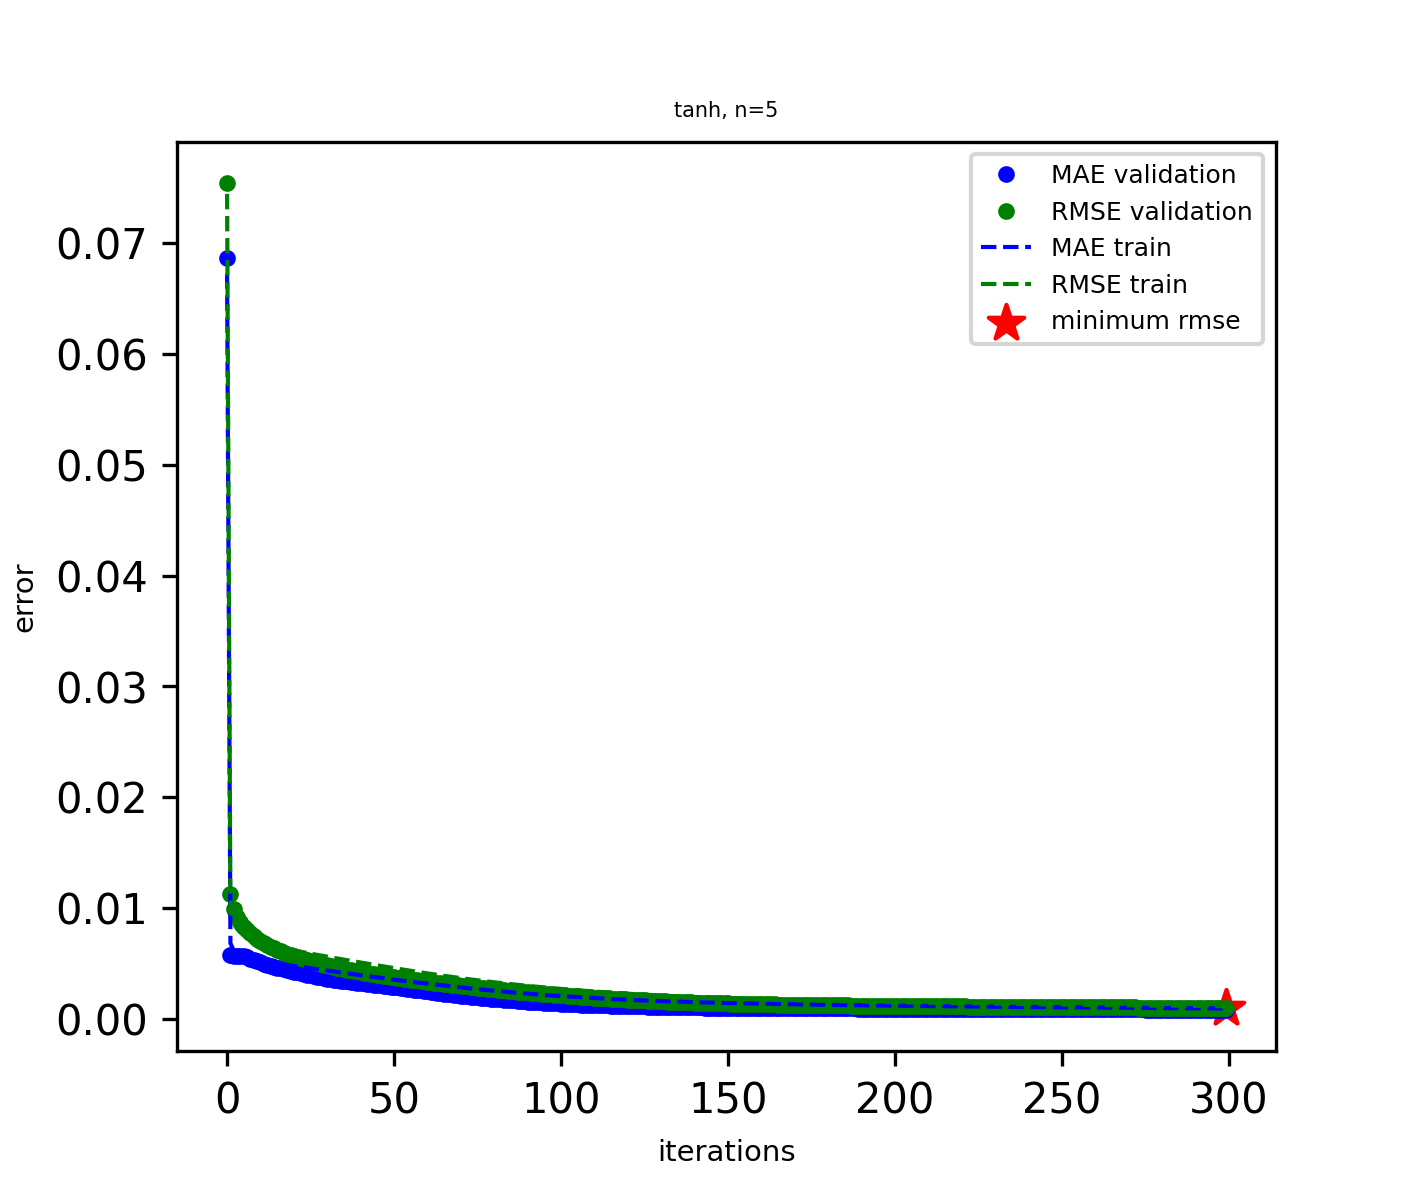 tanh, n=5
MAE validation
RMSE validation
MAE train
RMSE train
minimum rmse
0.07
0.06
0.05
0.04
0.03
0.02
0.01
0.00
error
0 50 100 150 200 250 300
iterations